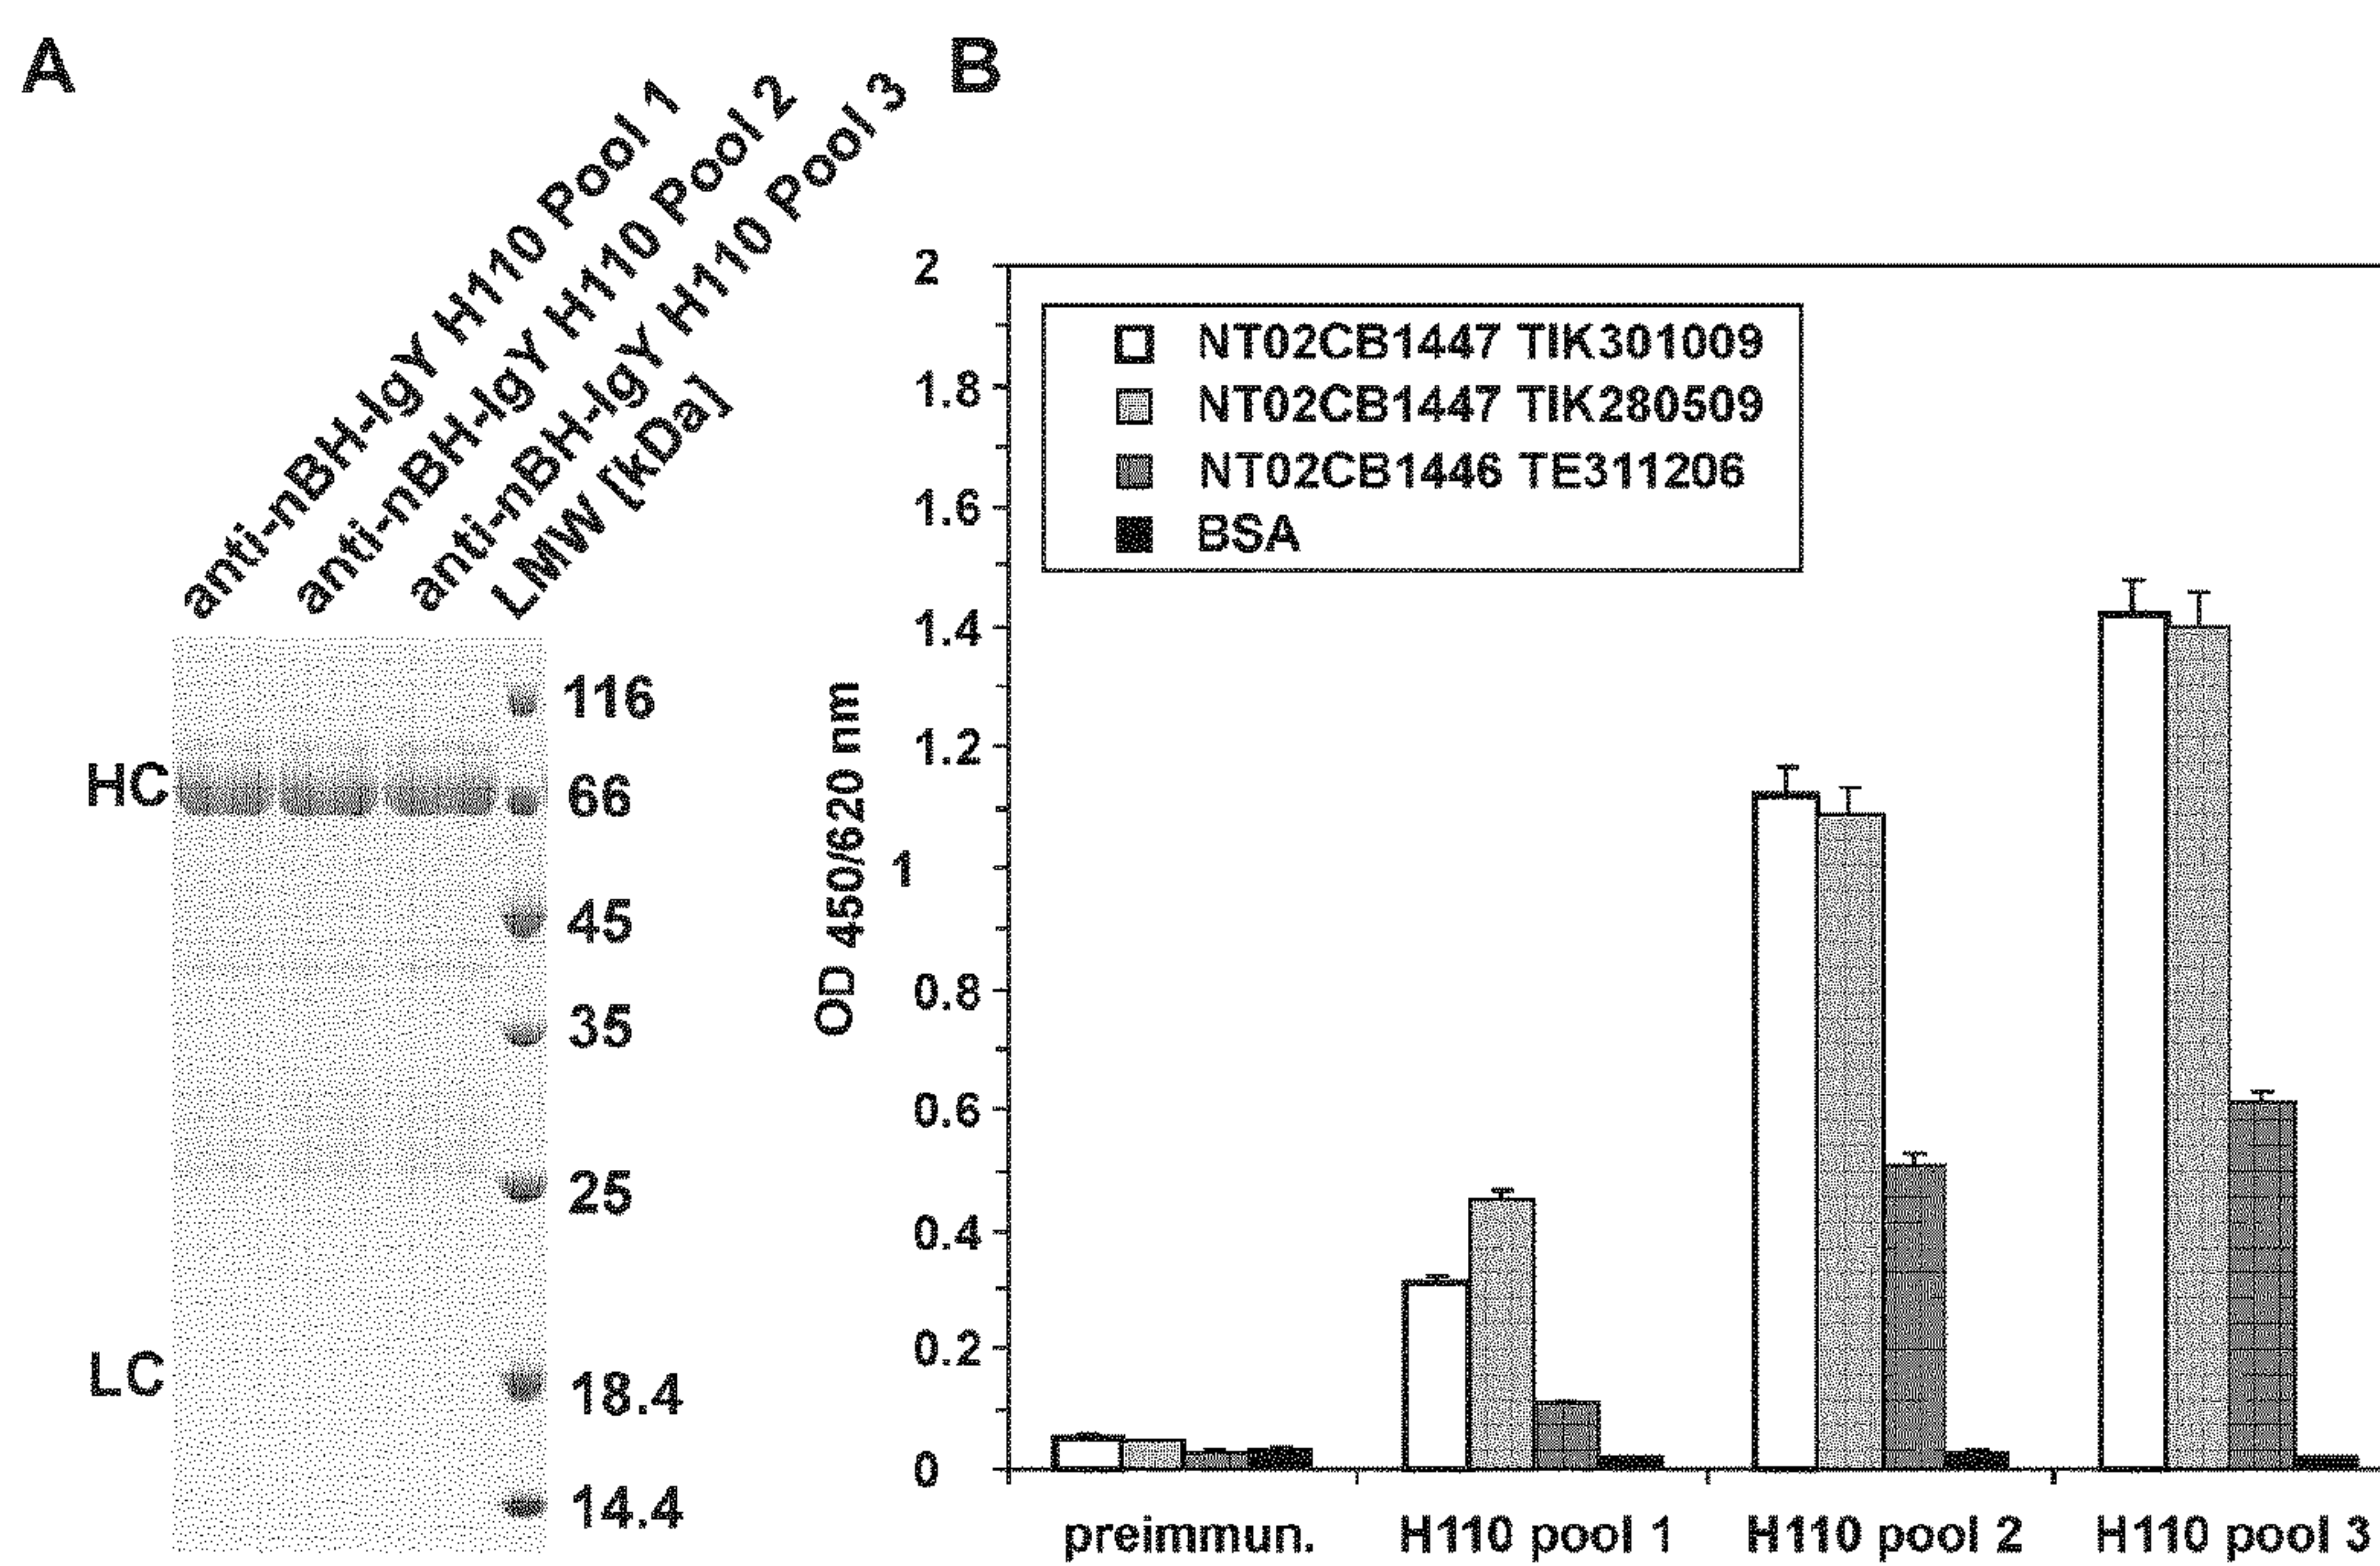 A
anti-nBH-IgY H110 Pool 1
anti-nBH-IgY H110 Pool 2
anti-nBH-IgY H110 Pool 3
LMW [kDa]
HC
LC
116
66
45
35
25
18.4
14.4
B
OD 450/620 nm
2
1.8
1.6
1.4
1.2
1
0.8
0.6
0.4
0.2
0
NT02CB1447 TIK301009
NT02CB1447 TIK280509
NT02CB1446 TE311206
BSA
preimmun.
H110 pool 1
H110 pool 2
H110 pool 3